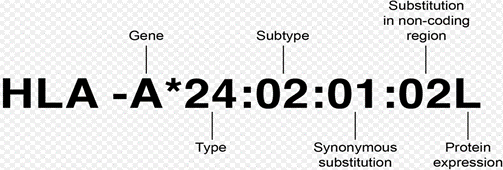 Substitution
in non-coding
region
Gene
Subtype
HLA -A*24:02:01:02L
Type
Synonymous
substitution
Protein
expression